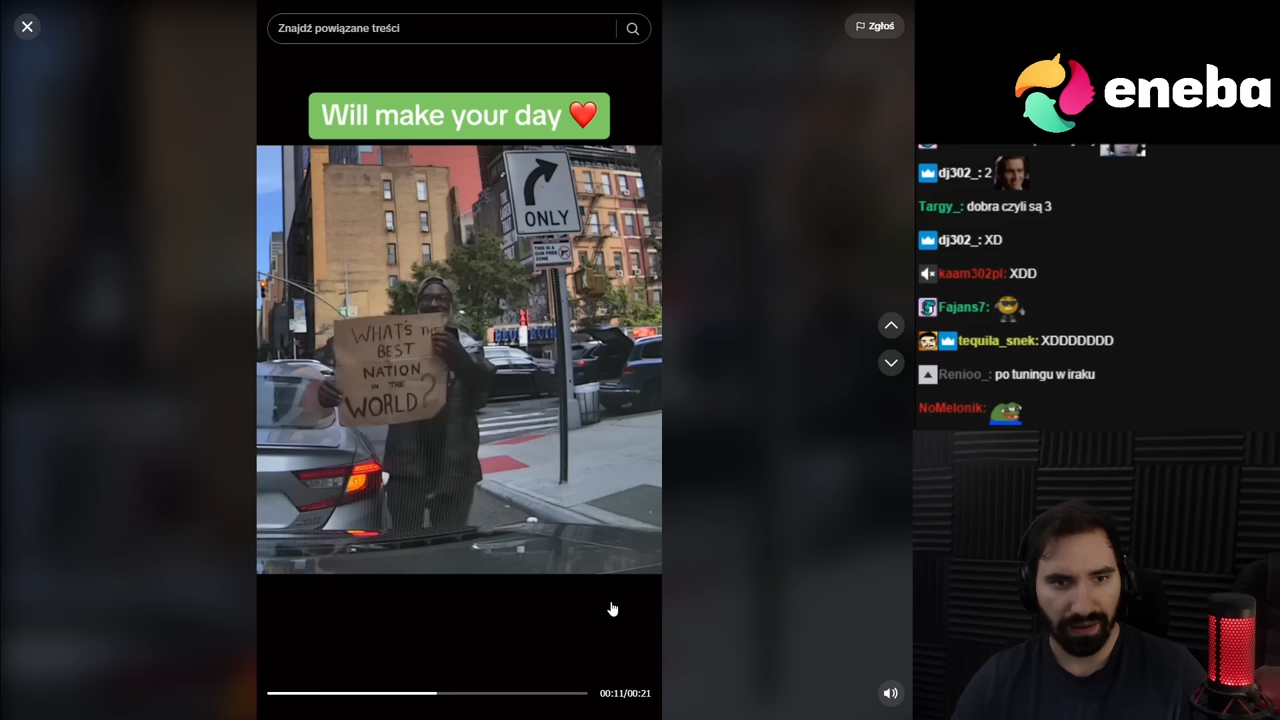 Znajdź powiązane treści
Zgłoś
Will make your day ❤️
ONLY
WHAT'S THE
BEST
NATION
IN THE
WORLD?
00:11/00:21
eneba
dj302_: 2
Targy_: dobra czyli są 3
dj302_: XD
kaam302pl: XDD
Fajans7:
tequila_snek: XDDDDDDD
Renioo_: po tuningu w iraku
NoMelonik: